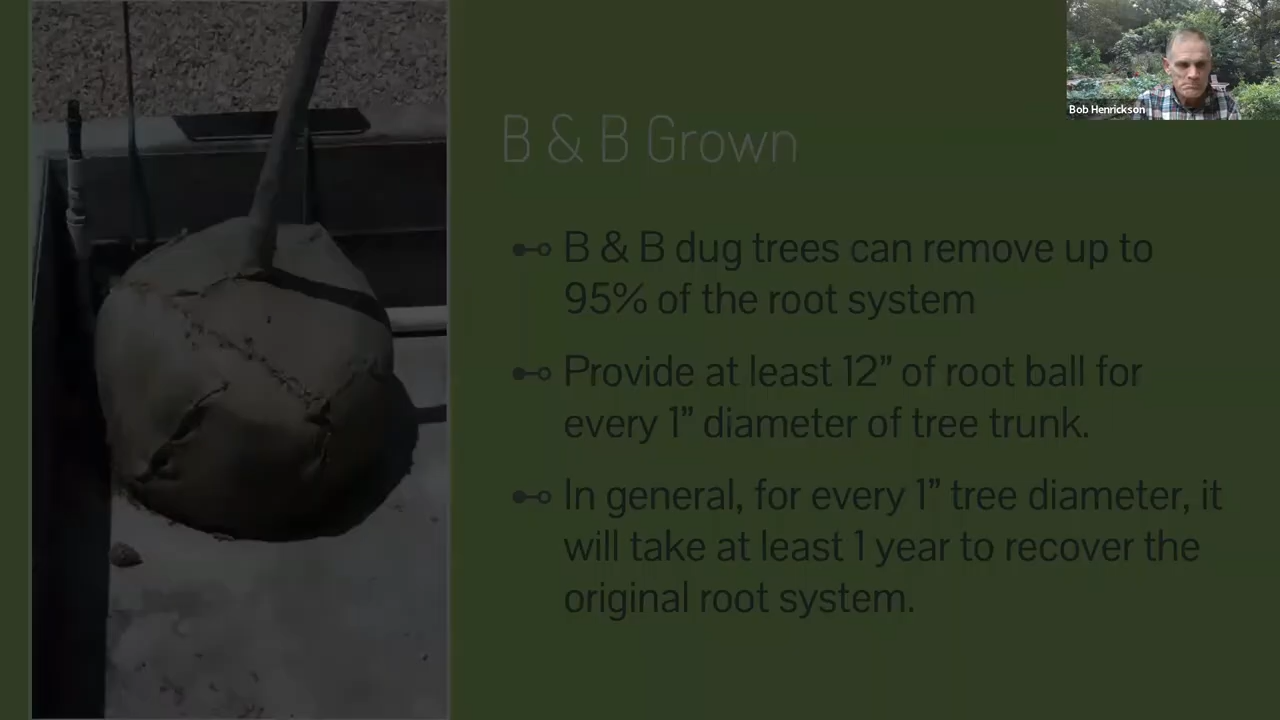 Bob Henrickson
B & B Grown
B & B dug trees can remove up to
95% of the root system
Provide at least 12” of root ball for
every 1” diameter of tree trunk.
In general, for every 1” tree diameter, it
will take at least 1 year to recover the
original root system.